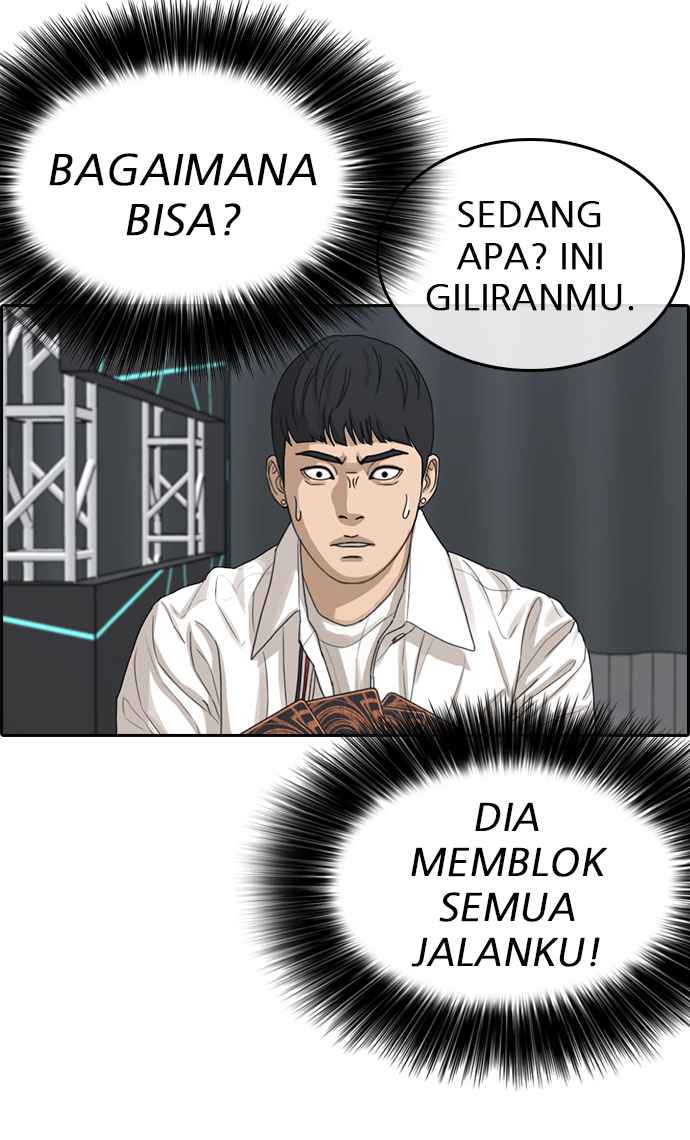 BAGAIMANA
BISA?
SEDANG
APA? INI
GILIRANMU.
DIA
MEMBLOK
SEMUA
JALANKU!